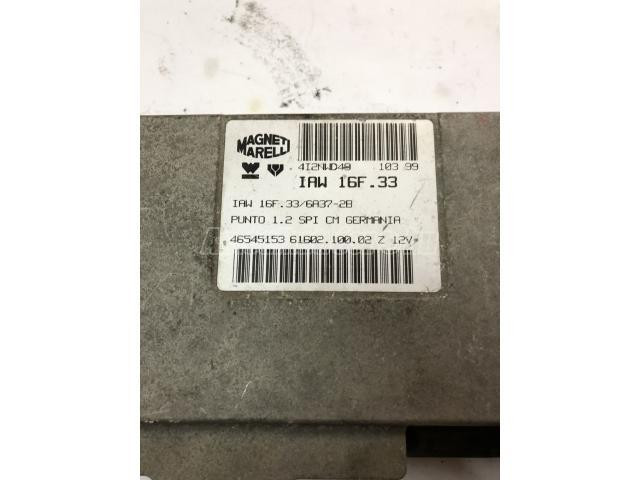 MAGNETI
MARELLI
4I2NWD48 103 99
IAW 16F.33
IAW 16F.33/6A37-2B
PUNTO 1.2 SPI CM GERMANIA
46545153 61602.100.02 Z 12V